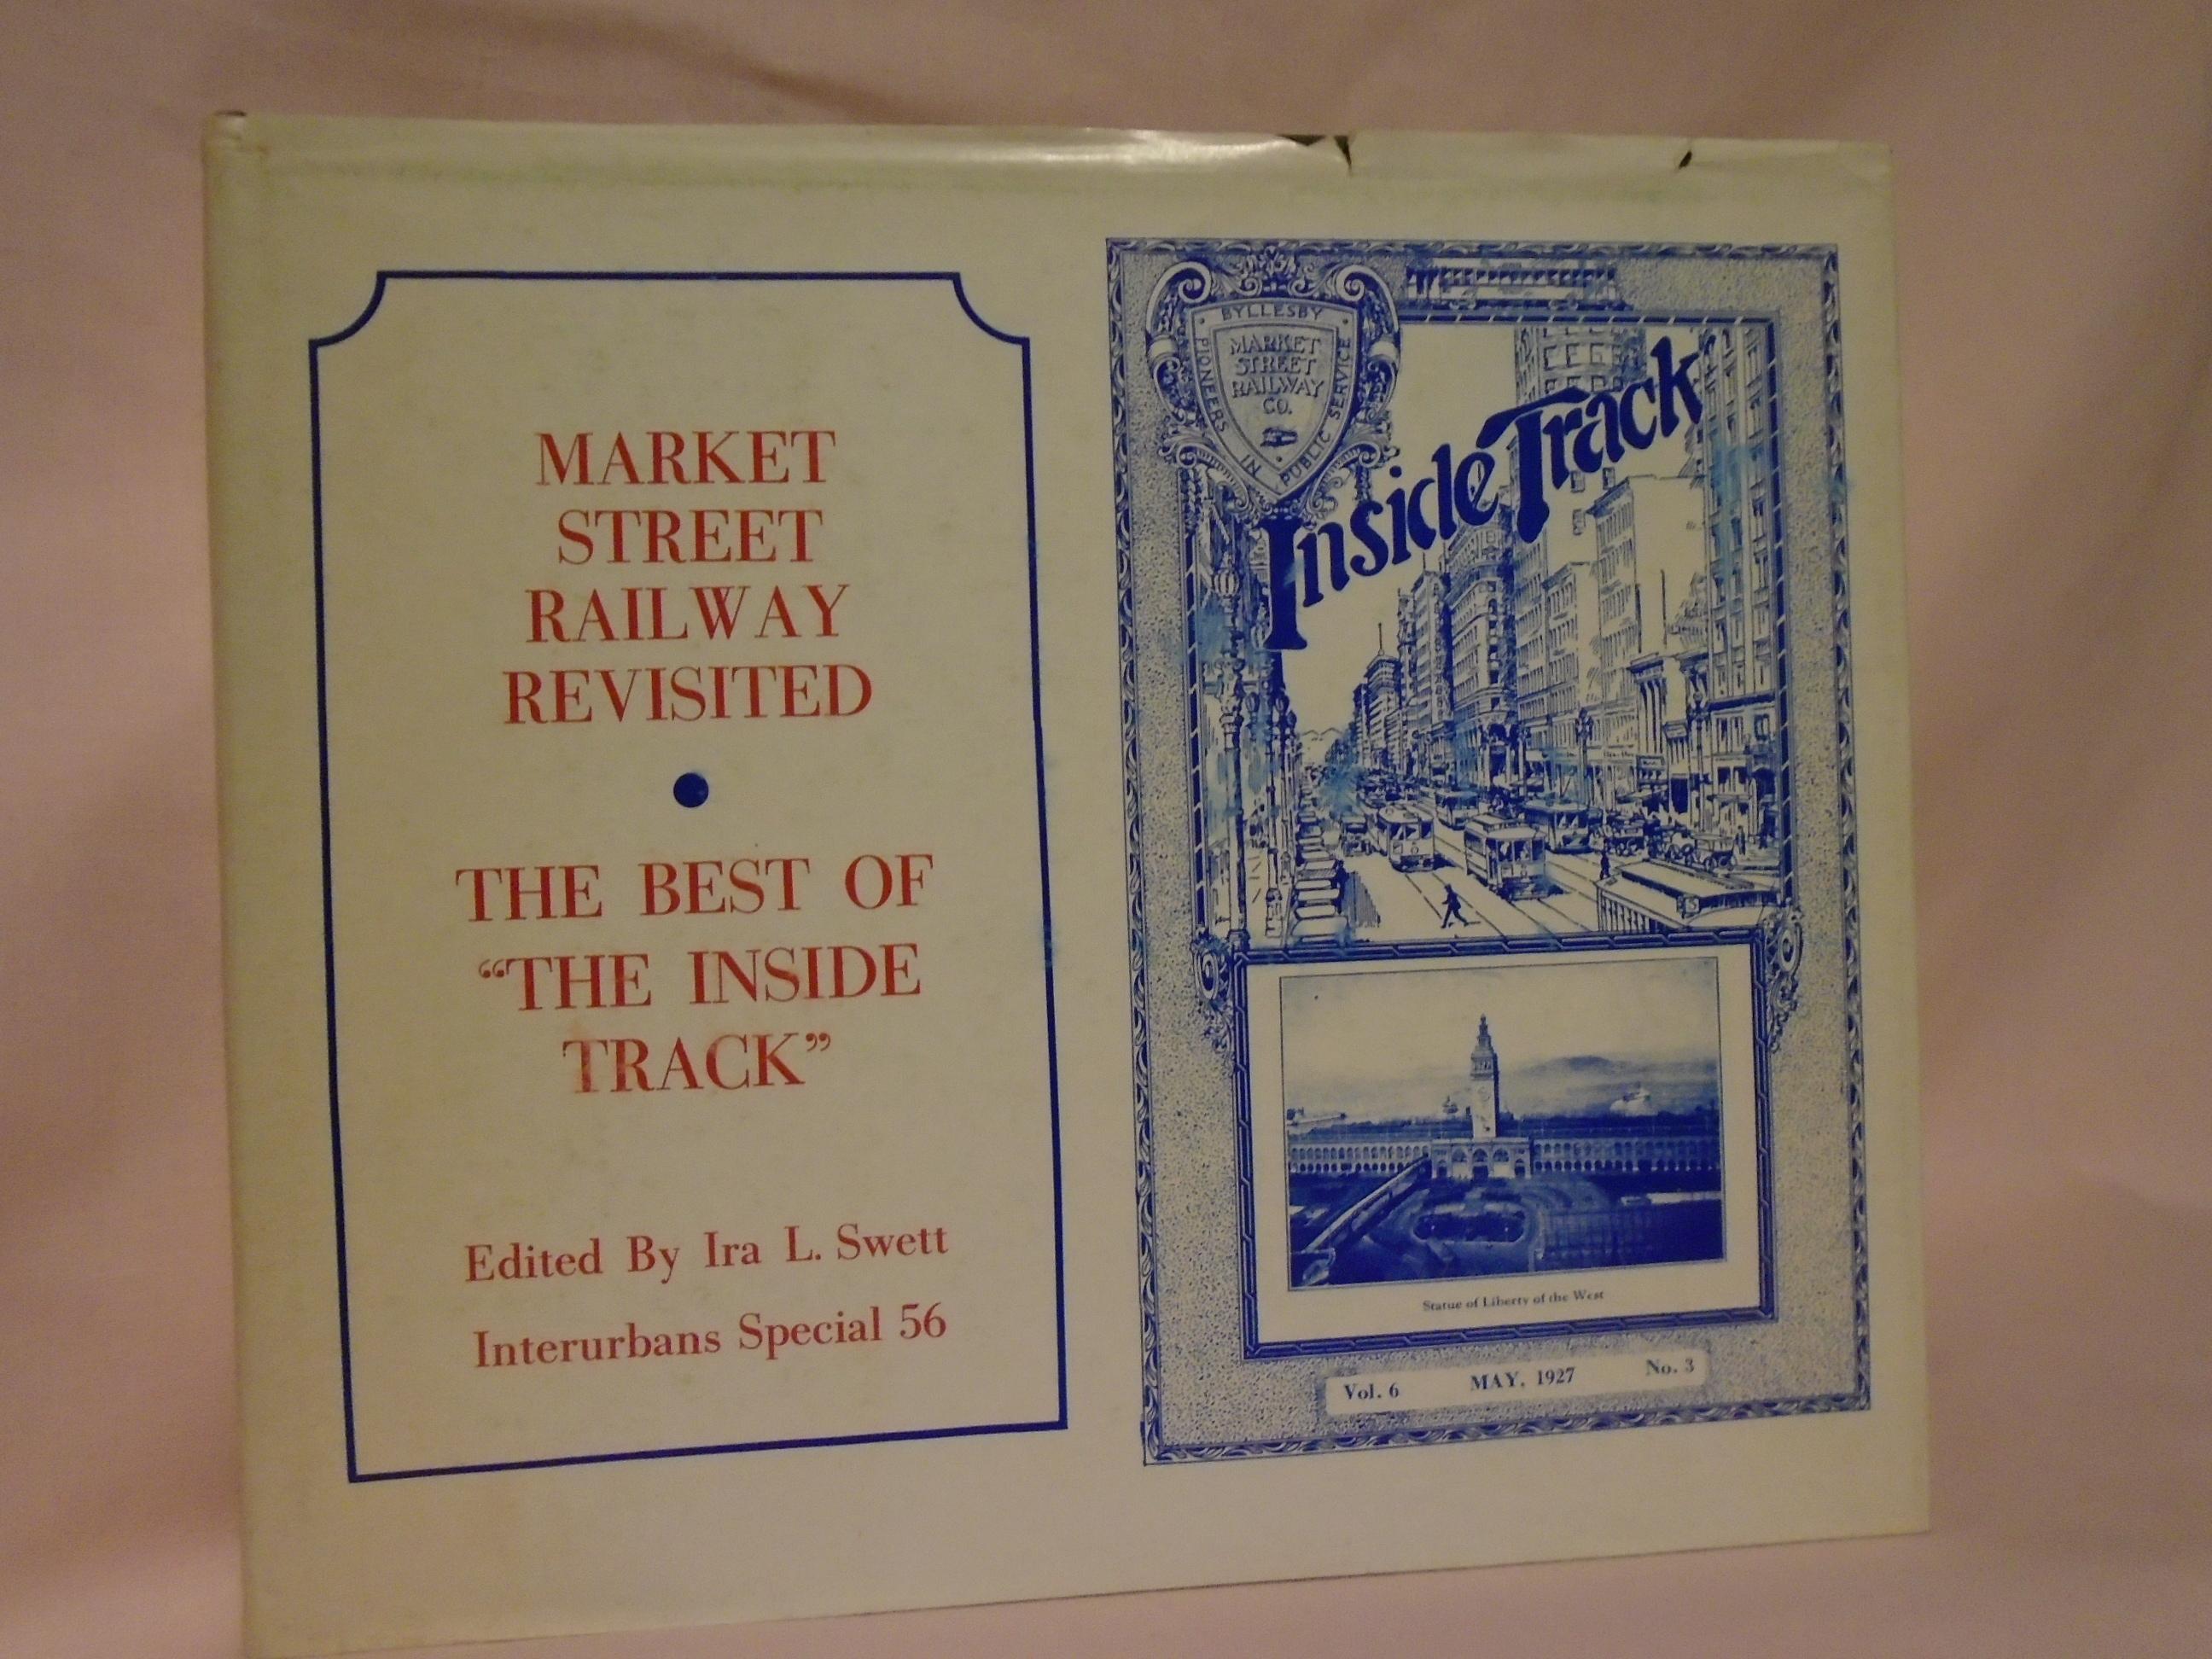 MARKET
STREET
RAILWAY
REVISITED
THE BEST OF
“THE INSIDE
TRACK”
Edited By Ira L. Swett
Interurbans Special 56
BYLLESBY
PIONEERS IN PUBLIC SERVICE
MARKET
STREET
RAILWAY
CO.
Inside Track
Statue of Liberty of the West
Vol. 6 MAY, 1927 No. 3